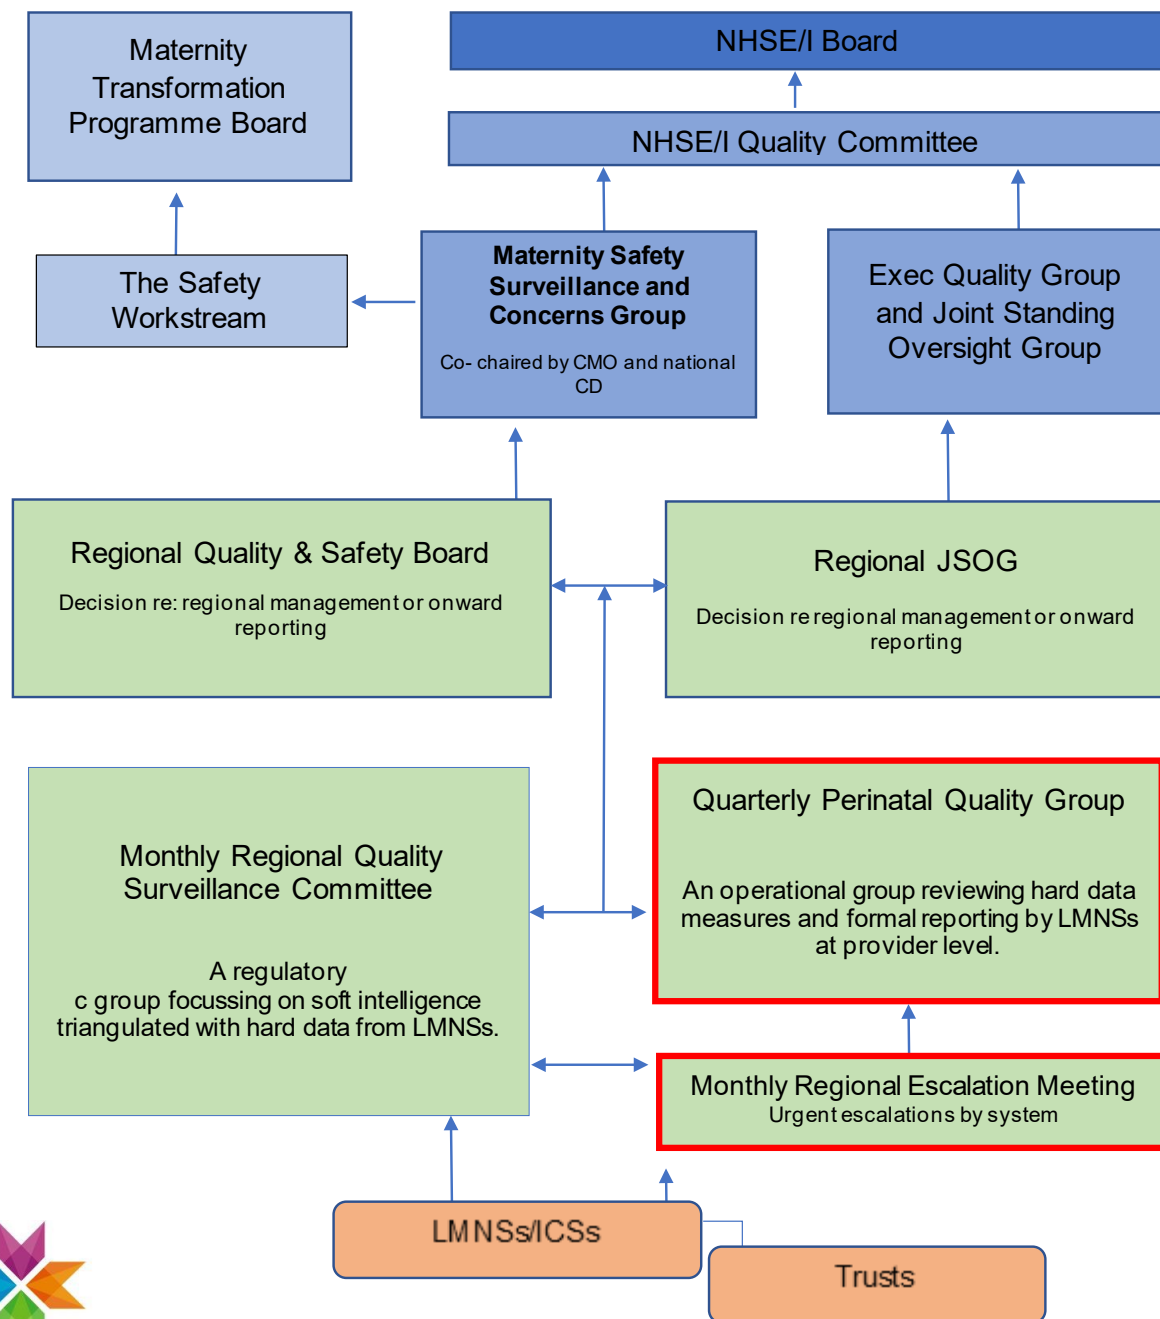 Maternity
Transformation
Programme Board
NHSE/I Board
NHSE/I Quality Committee
The Safety
Workstream
Maternity Safety
Surveillance and
Concerns Group
Co- chaired by CMO and national
CD
Exec Quality Group
and Joint Standing
Oversight Group
Regional Quality & Safety Board
Decision re: regional management or onward
reporting
Regional JSOG
Decision re regional management or onward
reporting
Monthly Regional Quality
Surveillance Committee
A regulatory
c group focussing on soft intelligence
triangulated with hard data from LMNSs.
Quarterly Perinatal Quality Group
An operational group reviewing hard data
measures and formal reporting by LMNSs
at provider level.
Monthly Regional Escalation Meeting
Urgent escalations by system
LMNSs/ICSs
Trusts